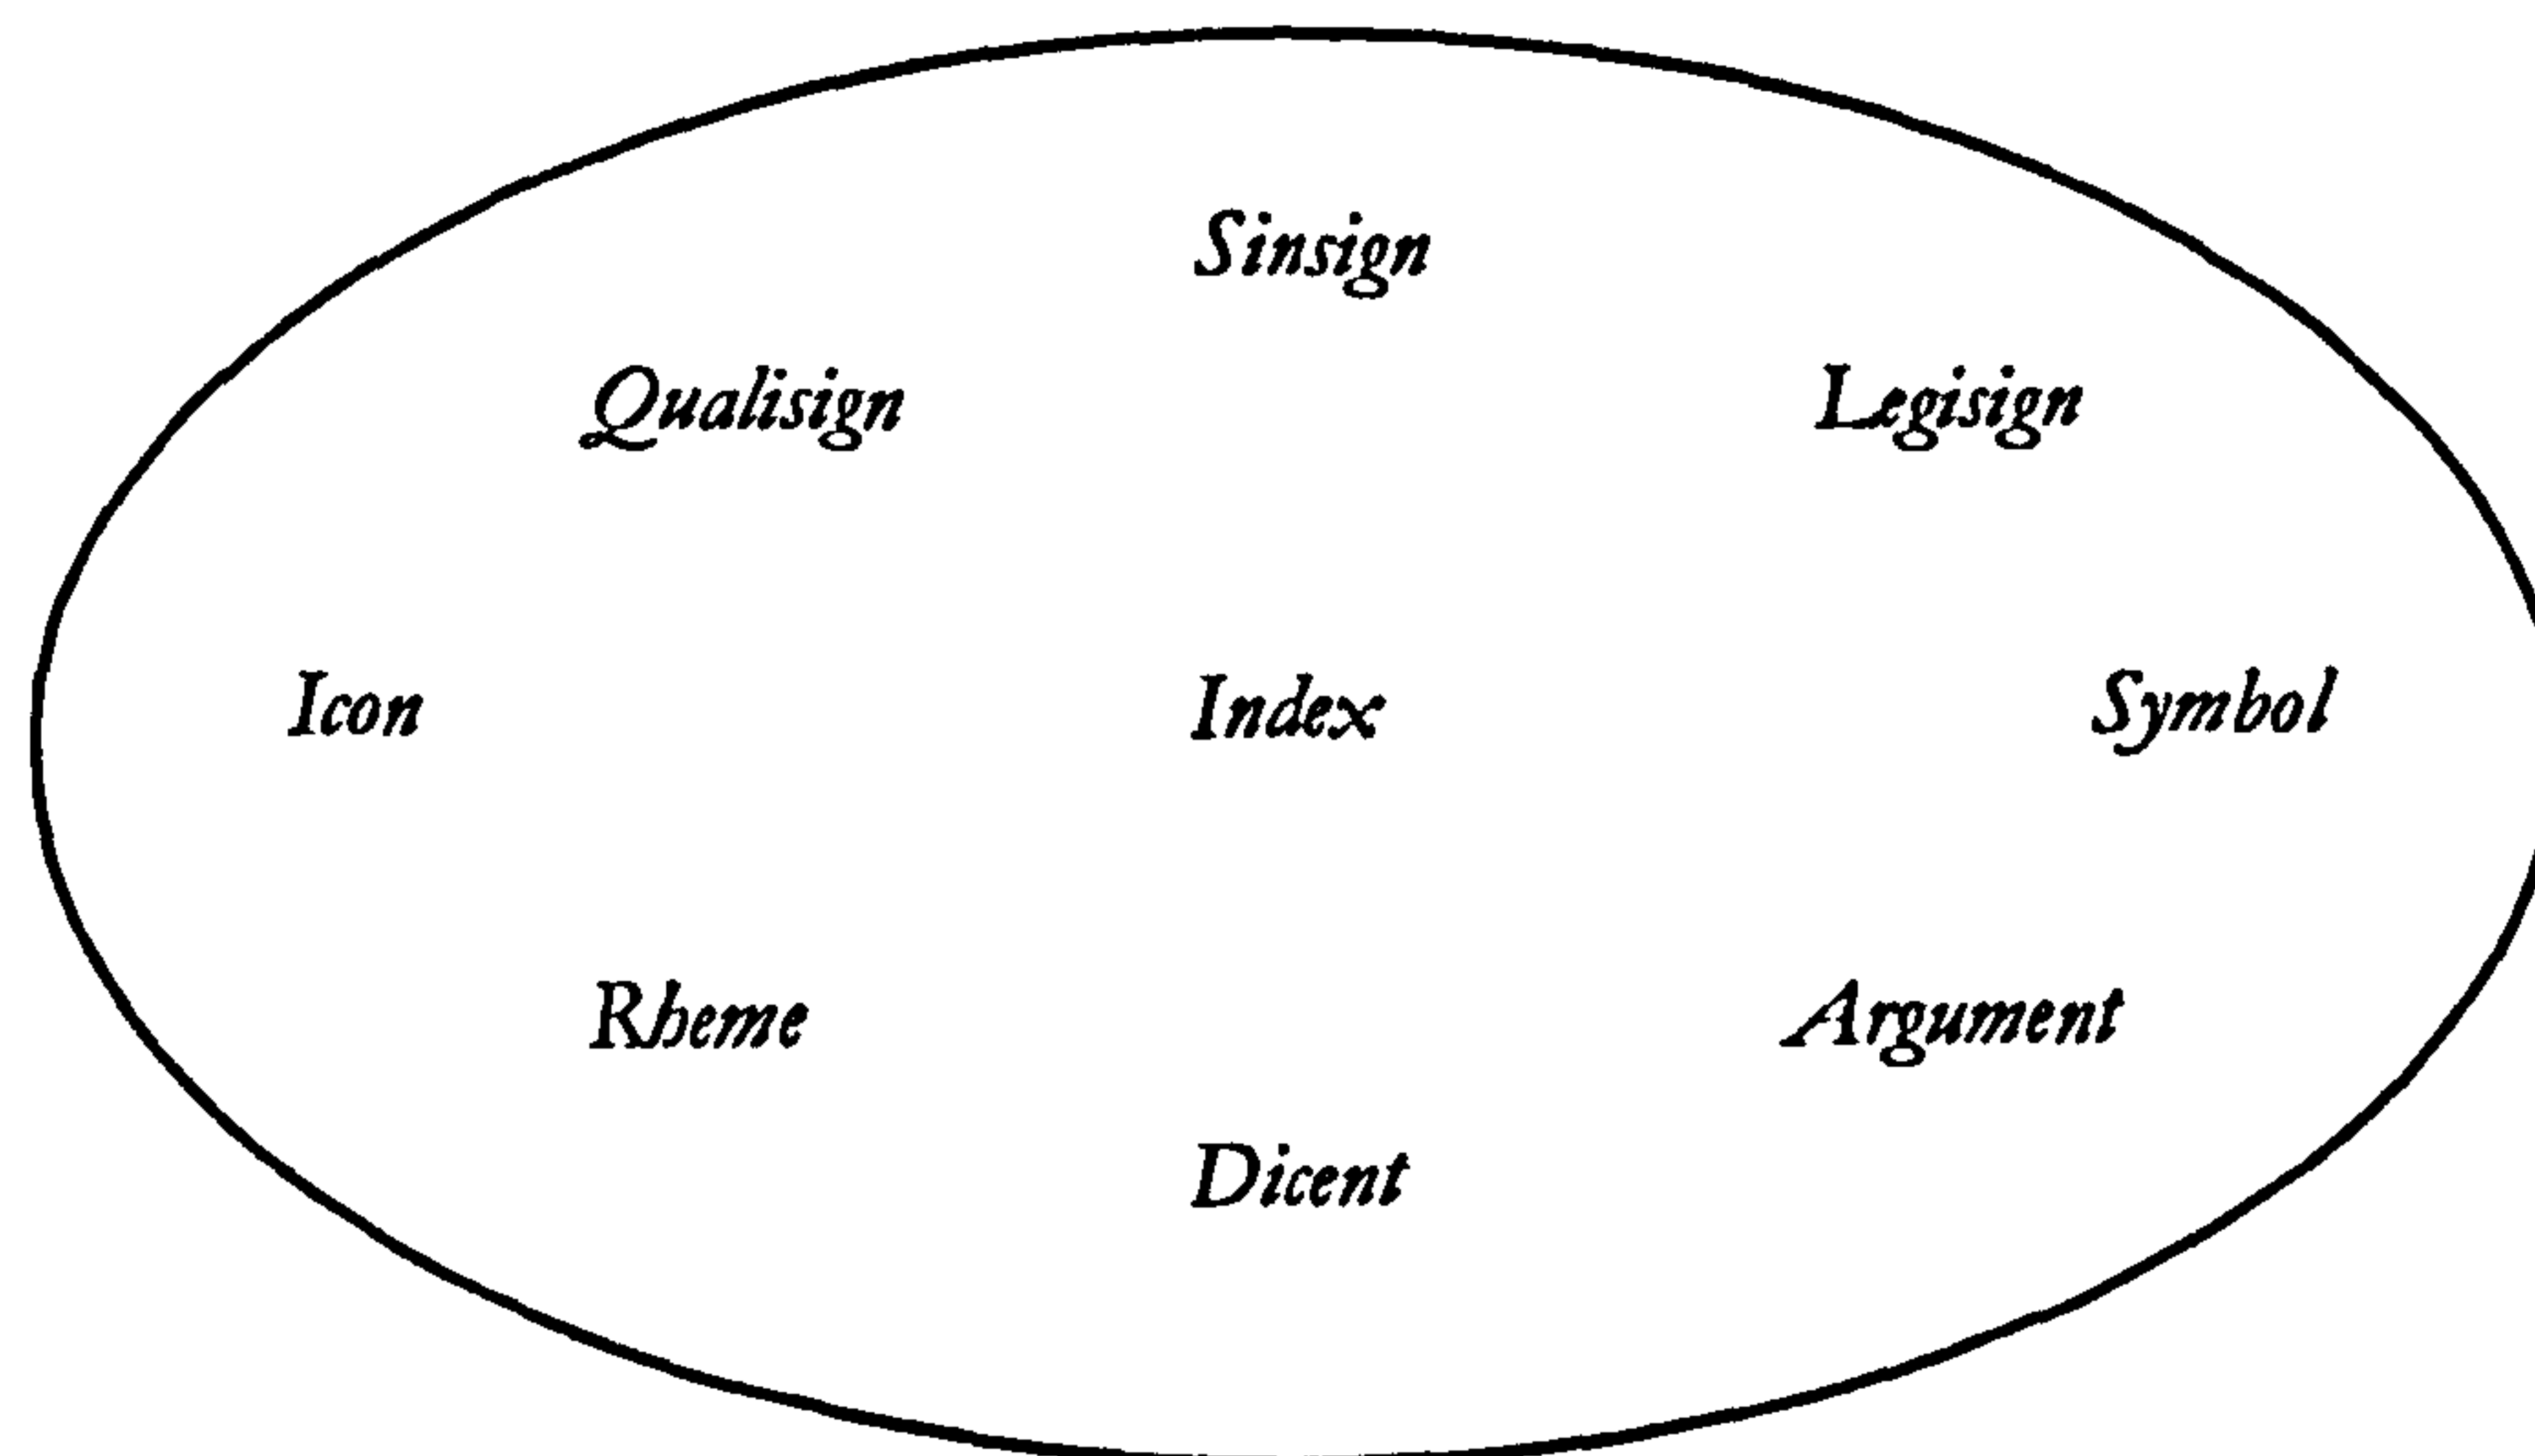 Sinsign
Qualisign Legisign
Icon Index Symbol
Rheme Argument
Dicent